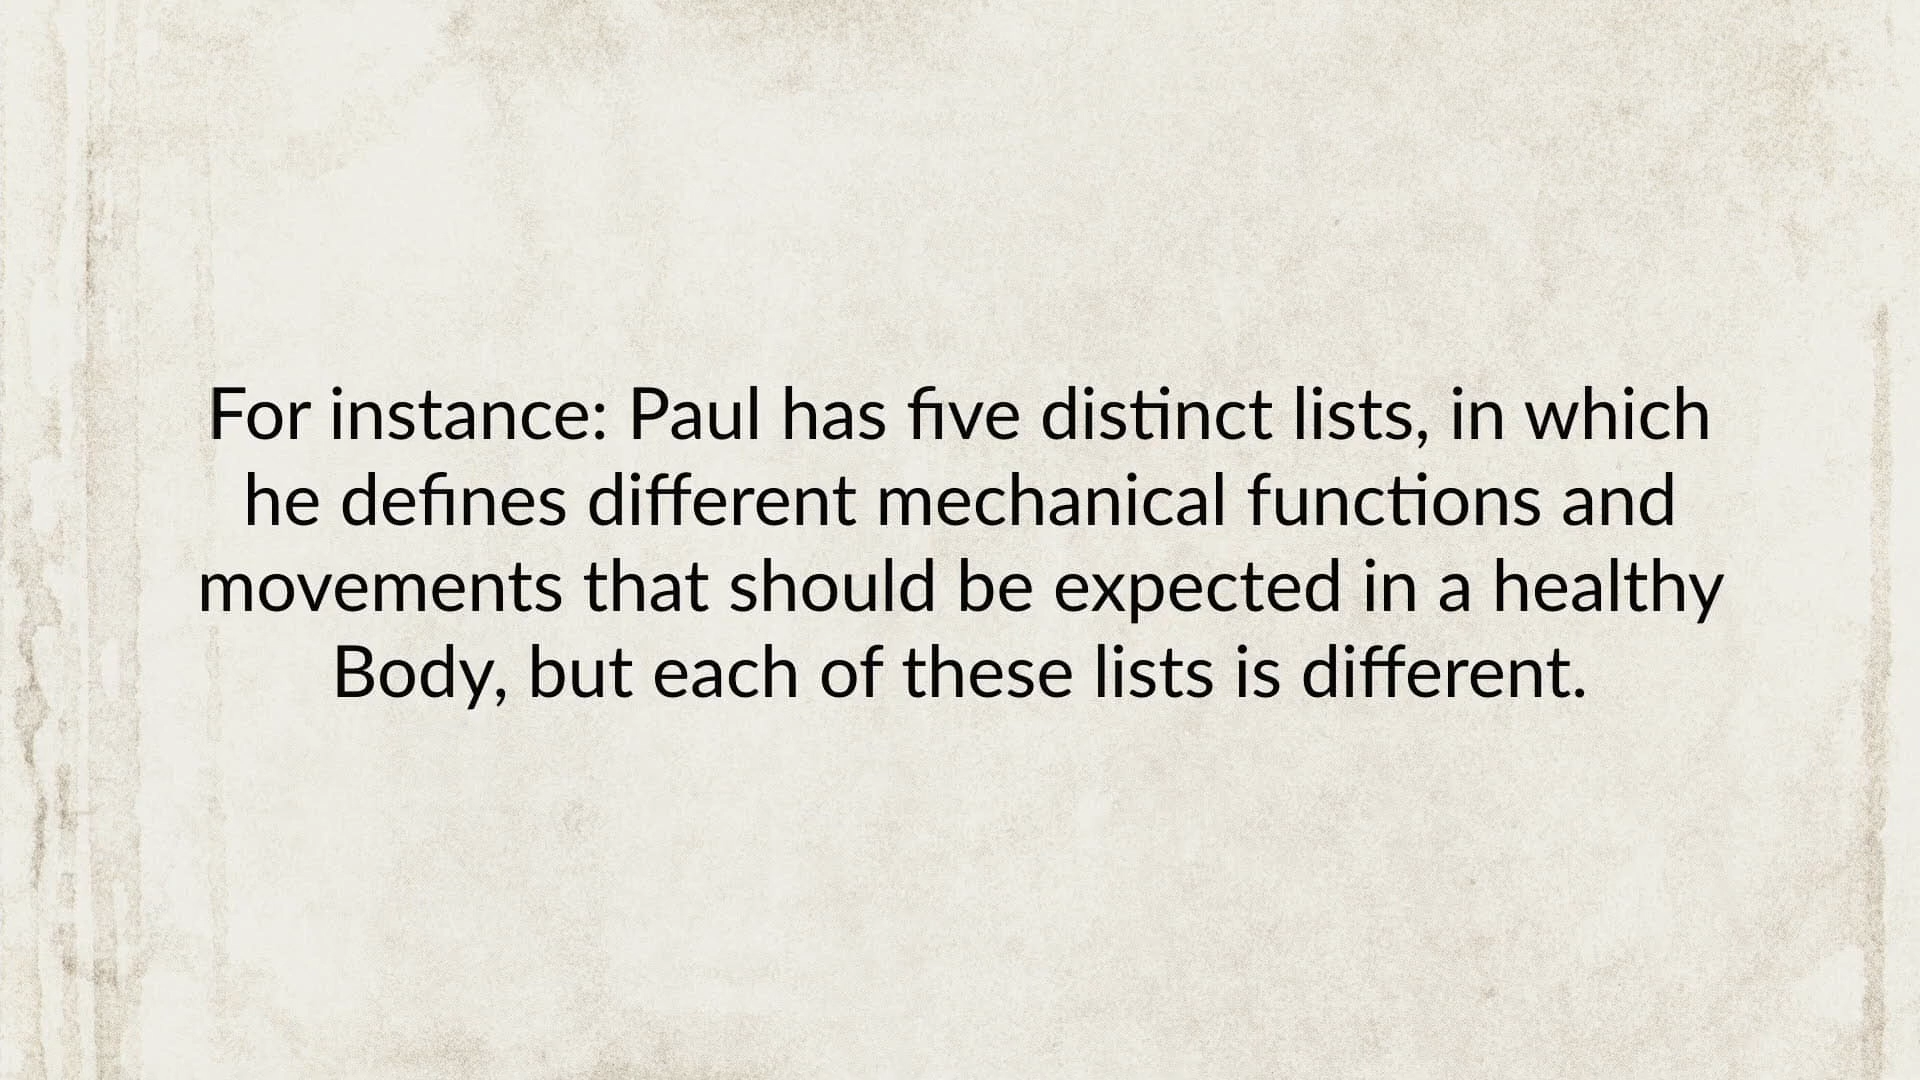 For instance: Paul has five distinct lists, in which
he defines different mechanical functions and
movements that should be expected in a healthy
Body, but each of these lists is different.